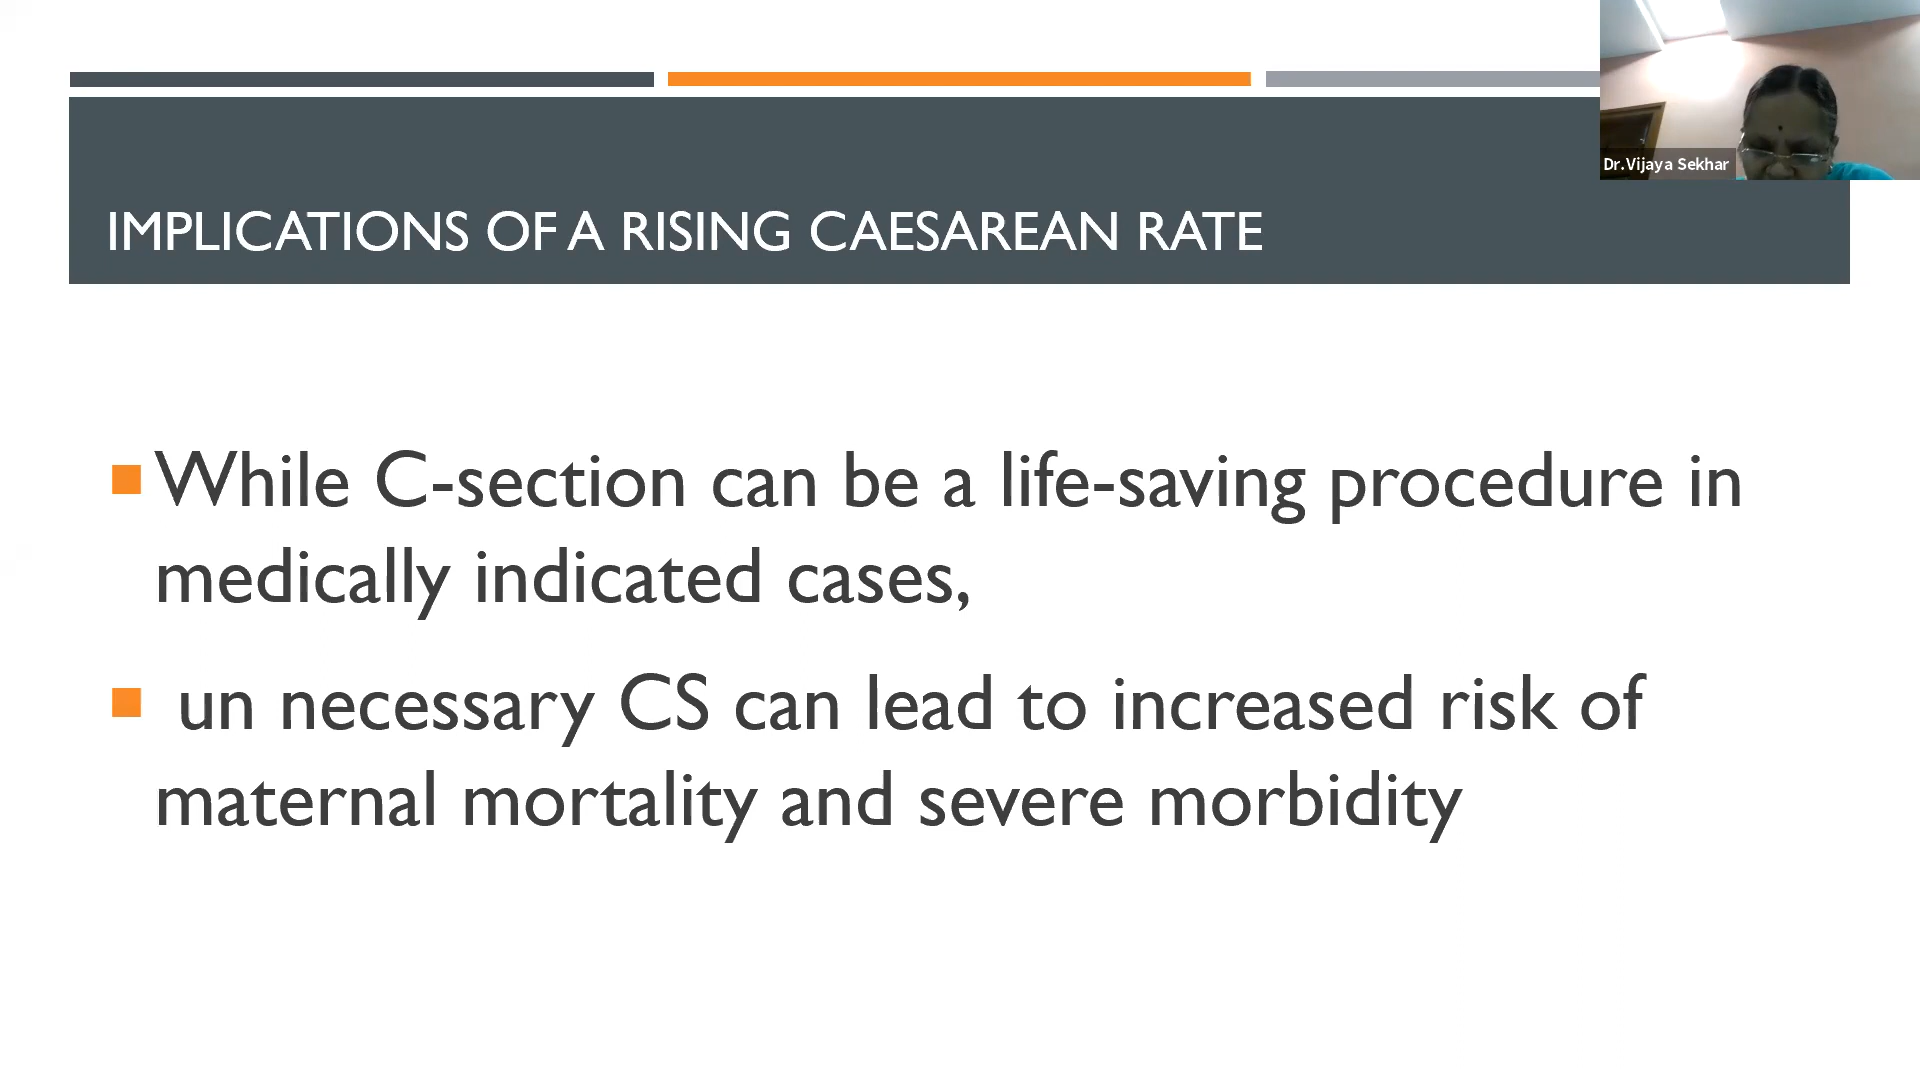 IMPLICATIONS OF A RISING CAESAREAN RATE
Dr.Vijaya Sekhar
While C-section can be a life-saving procedure in
medically indicated cases,
un necessary CS can lead to increased risk of
maternal mortality and severe morbidity